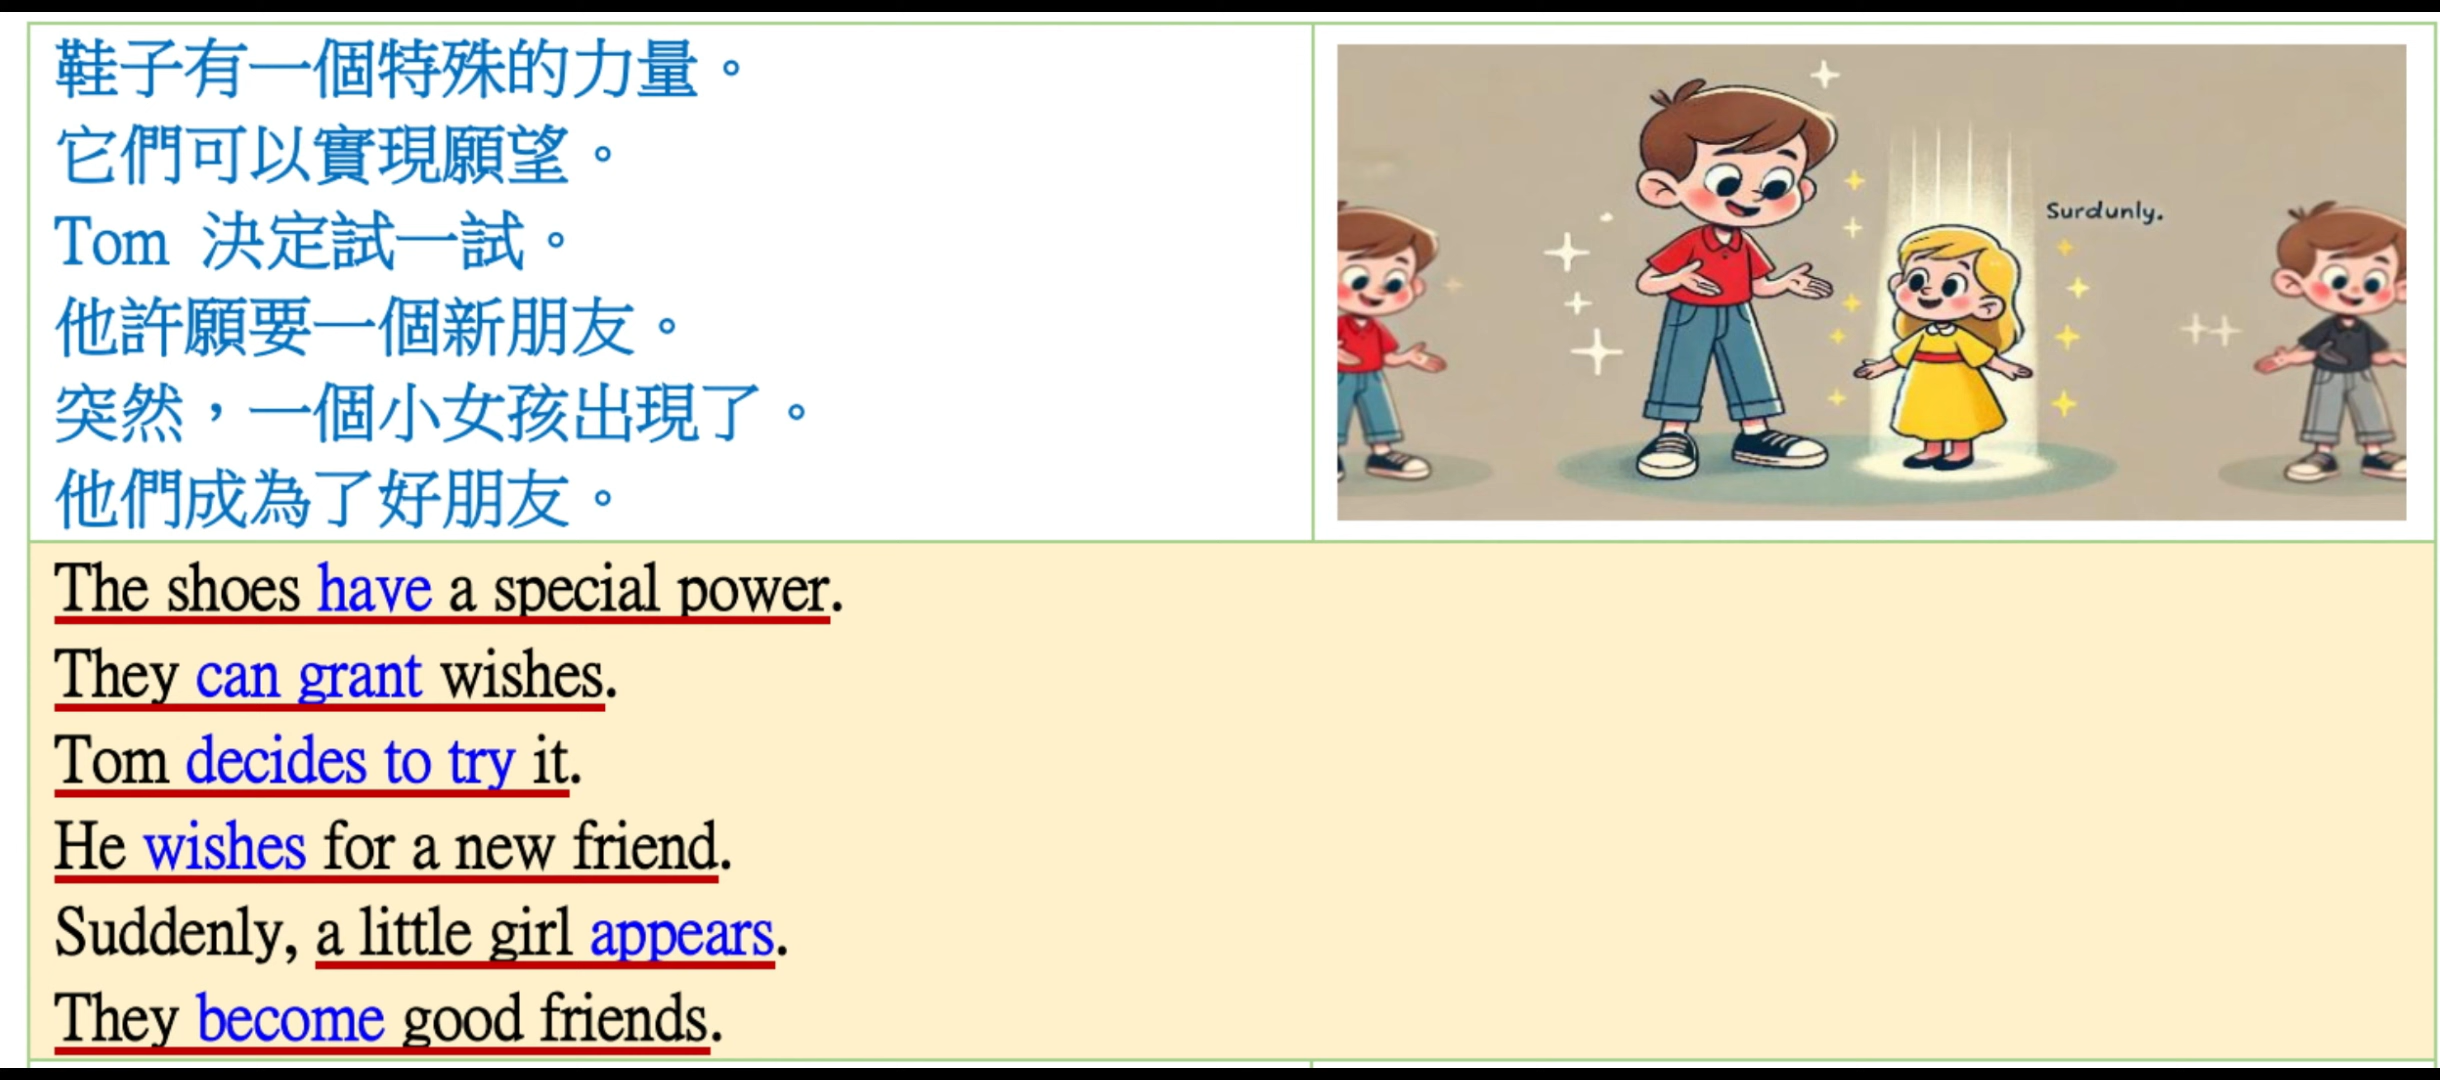 鞋子有一個特殊的力量。
它們可以實現願望。
Tom 決定試一試。
他許願要一個新朋友。
突然，一個小女孩出現了。
他們成為了好朋友。
Surdunly.
The shoes have a special power.
They can grant wishes.
Tom decides to try it.
He wishes for a new friend.
Suddenly, a little girl appears.
They become good friends.